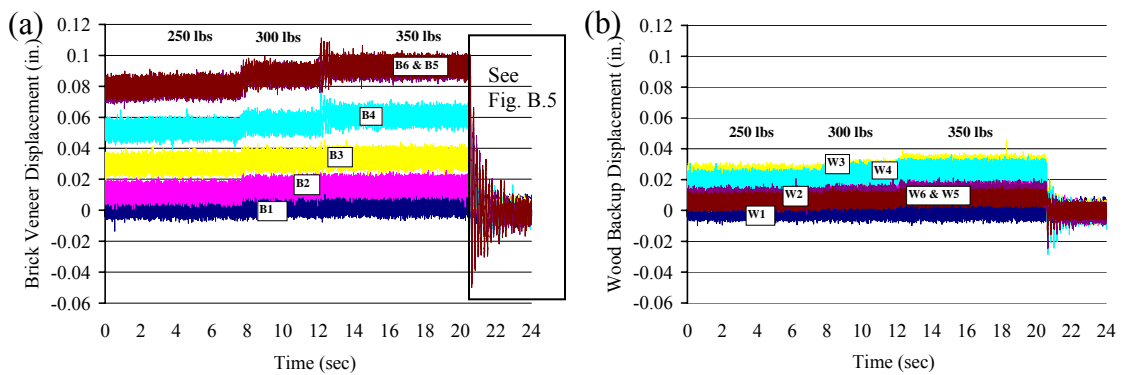 (a)
Brick Veneer Displacement (in.)
0.12
0.1
0.08
0.06
0.04
0.02
0
-0.02
-0.04
-0.06
250 lbs
300 lbs
350 lbs
B6 & B5
B4
B3
B2
B1
See
Fig. B.5
0 2 4 6 8 10 12 14 16 18 20 22 24
Time (sec)
(b)
Wood Backup Displacement (in.)
0.12
0.1
0.08
0.06
0.04
0.02
0
-0.02
-0.04
-0.06
250 lbs
300 lbs
350 lbs
W3
W4
W2
W6 & W5
W1
0 2 4 6 8 10 12 14 16 18 20 22 24
Time (sec)